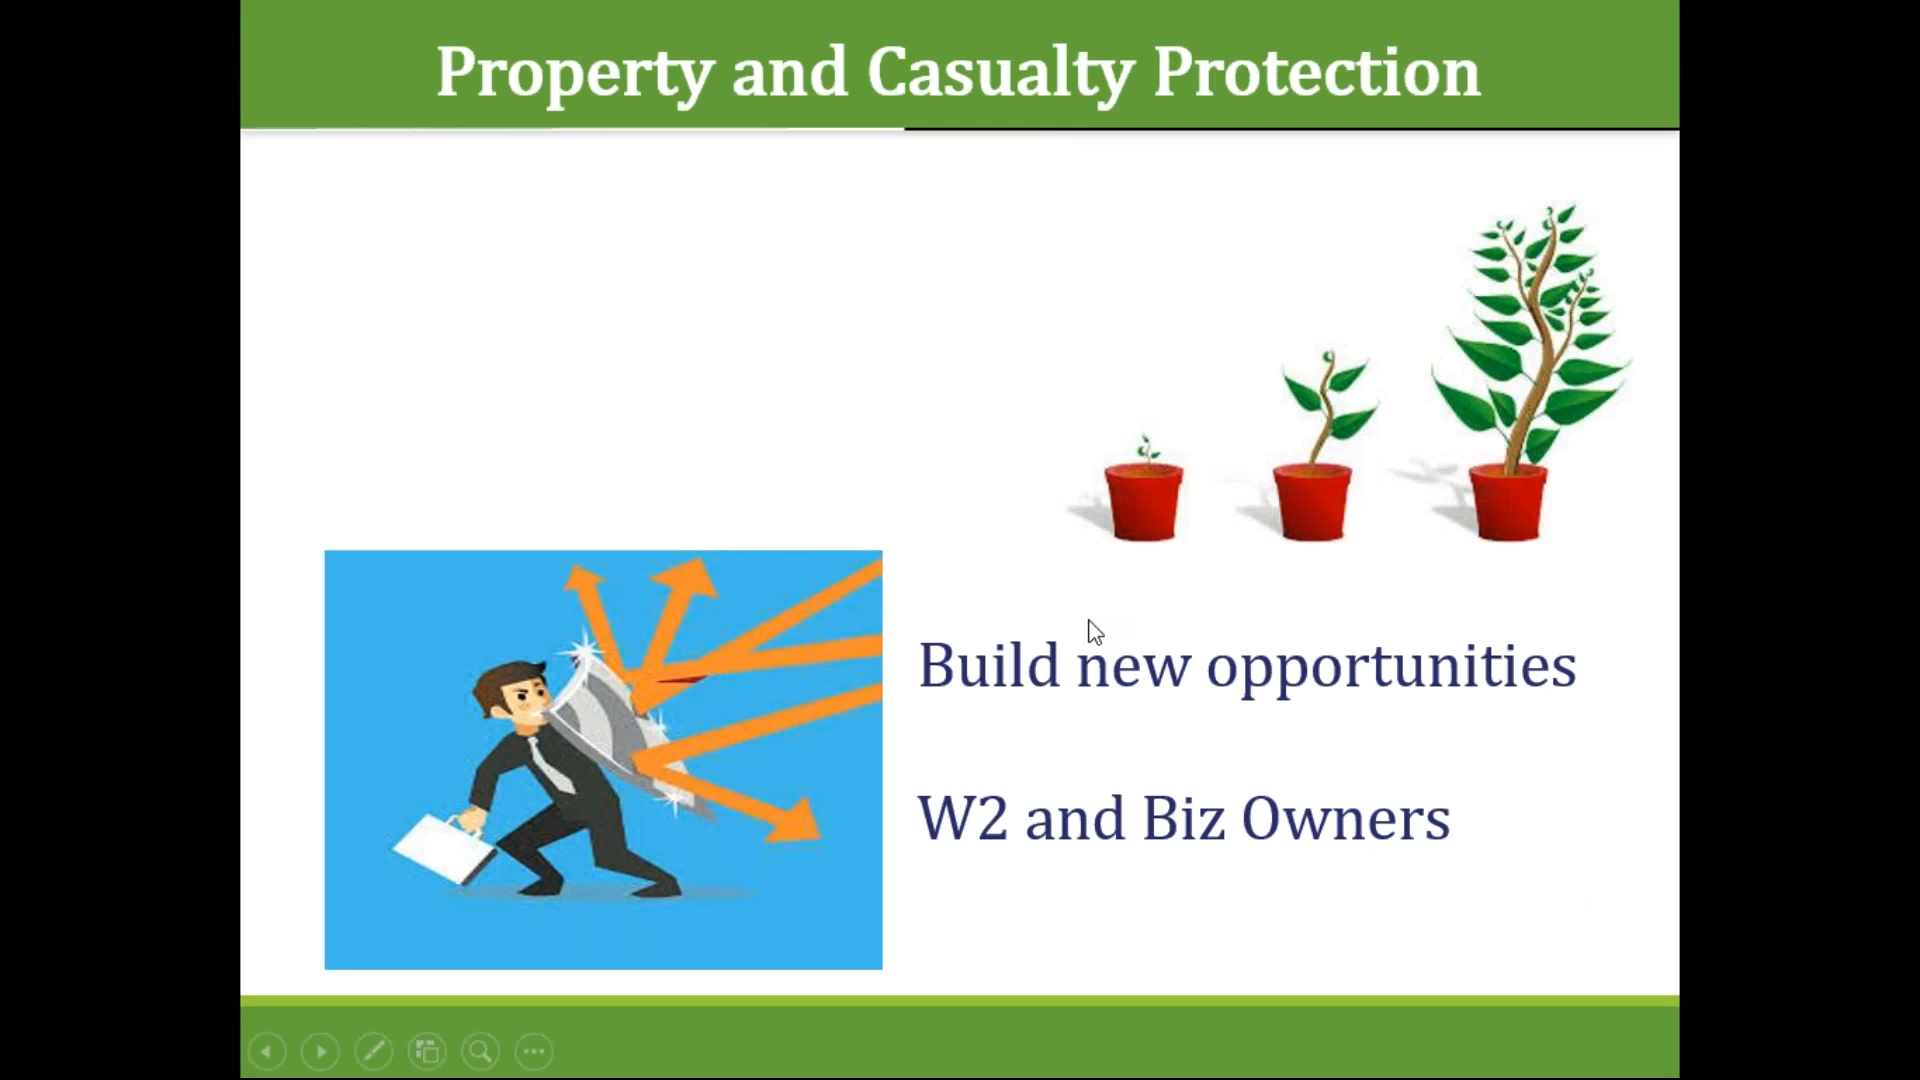 Property and Casualty Protection
Build new opportunities
W2 and Biz Owners